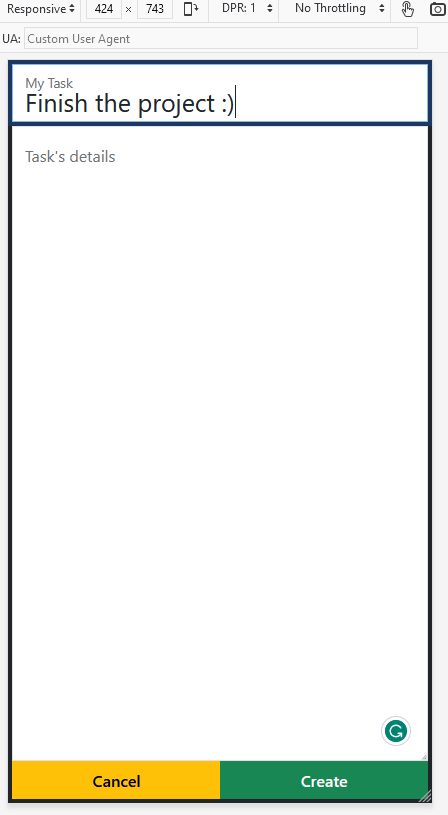 Responsive 424 × 743 DPR: 1 No Throttling
UA: Custom User Agent
My Task
Finish the project :)
Task's details
Cancel Create